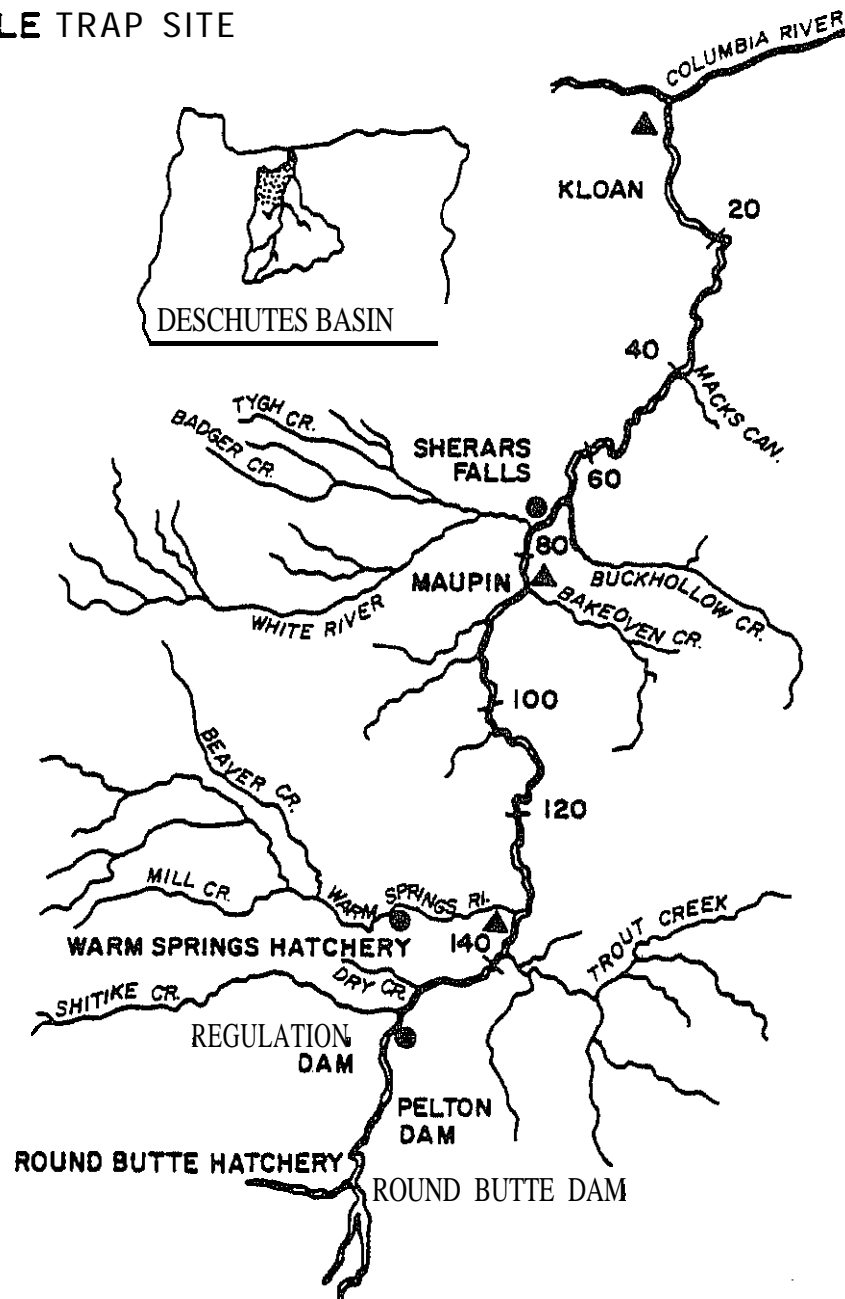 LE TRAP SITE
COLUMBIA RIVER
KLOAN
20
DESCHUTES BASIN
40
MACKS CAN.
TYGH CR.
BADGER CR.
SHERARS
FALLS
60
80
MAUPIN
BUCKHOLLOW CR.
BAKEOVEN CR.
WHITE RIVER
100
BEAVER CR.
120
MILL CR.
WARM SPRINGS RI.
TROUT CREEK
WARM SPRINGS HATCHERY
140
DRY CR.
SHITIKE CR.
REGULATION
DAM
PELTON
DAM
ROUND BUTTE HATCHERY
ROUND BUTTE DAM